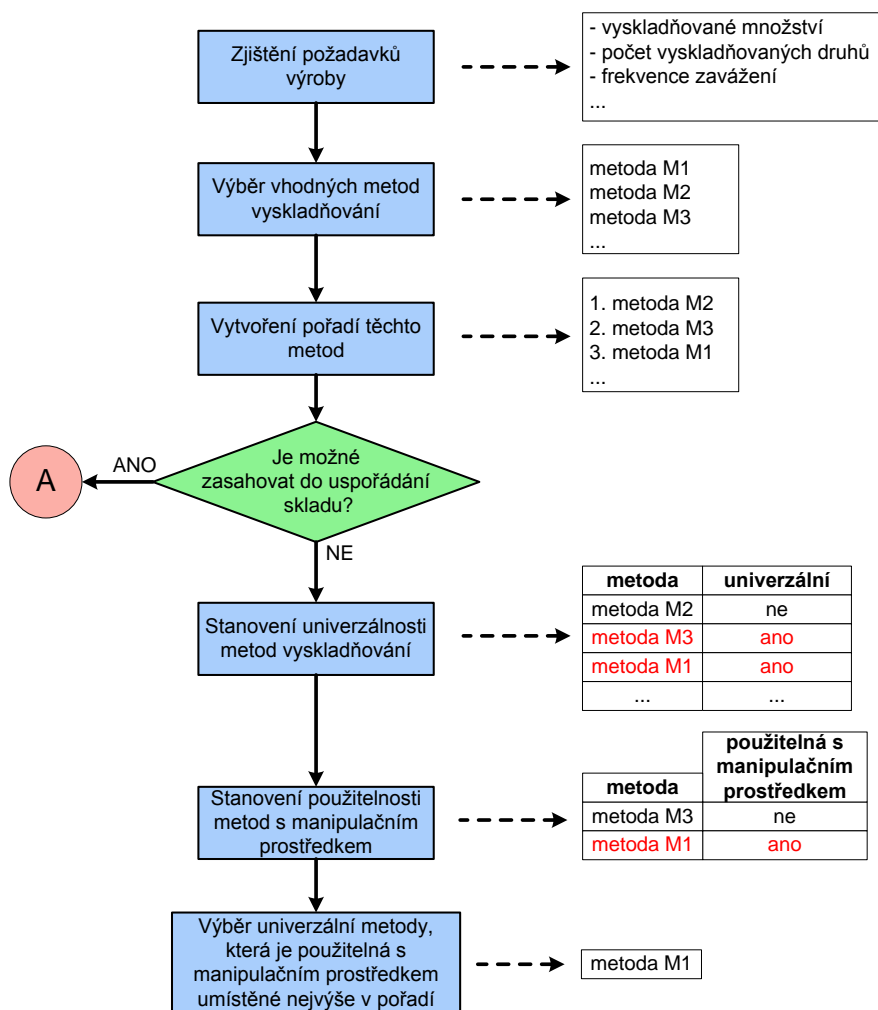 Zjištění požadavků
výroby
- vyskladňované množství
- počet vyskladňovaných druhů
- frekvence zavážení
...
Výběr vhodných metod
vyskladňování
metoda M1
metoda M2
metoda M3
...
Vytvoření pořadí těchto
metod
1. metoda M2
2. metoda M3
3. metoda M1
...
Je možné
zasahovat do uspořádání
skladu?
ANO
A
NE
Stanovení univerzálnosti
metod vyskladňování
metoda univerzální
metoda M2 ne
metoda M3 ano
metoda M1 ano
... ...
Stanovení použitelnosti
metod s manipulačním
prostředkem
použitelná s
manipulačním
metoda prostředkem
metoda M3 ne
metoda M1 ano
Výběr univerzální metody,
která je použitelná s
manipulačním prostředkem
umístěné nejvýše v pořadí
metoda M1